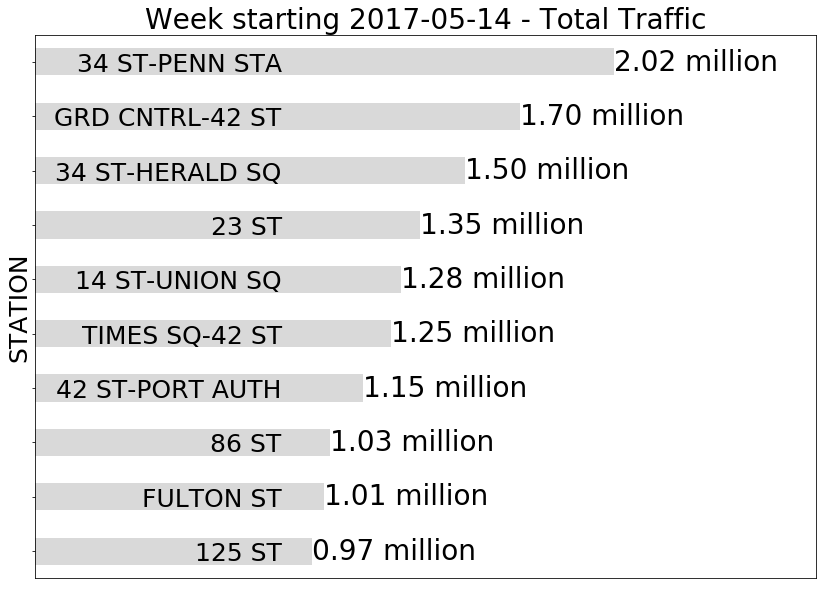 Week starting 2017-05-14 - Total Traffic
34 ST-PENN STA 2.02 million
GRD CNTRL-42 ST 1.70 million
34 ST-HERALD SQ 1.50 million
23 ST 1.35 million
14 ST-UNION SQ 1.28 million
TIMES SQ-42 ST 1.25 million
42 ST-PORT AUTH 1.15 million
86 ST 1.03 million
FULTON ST 1.01 million
125 ST 0.97 million
STATION